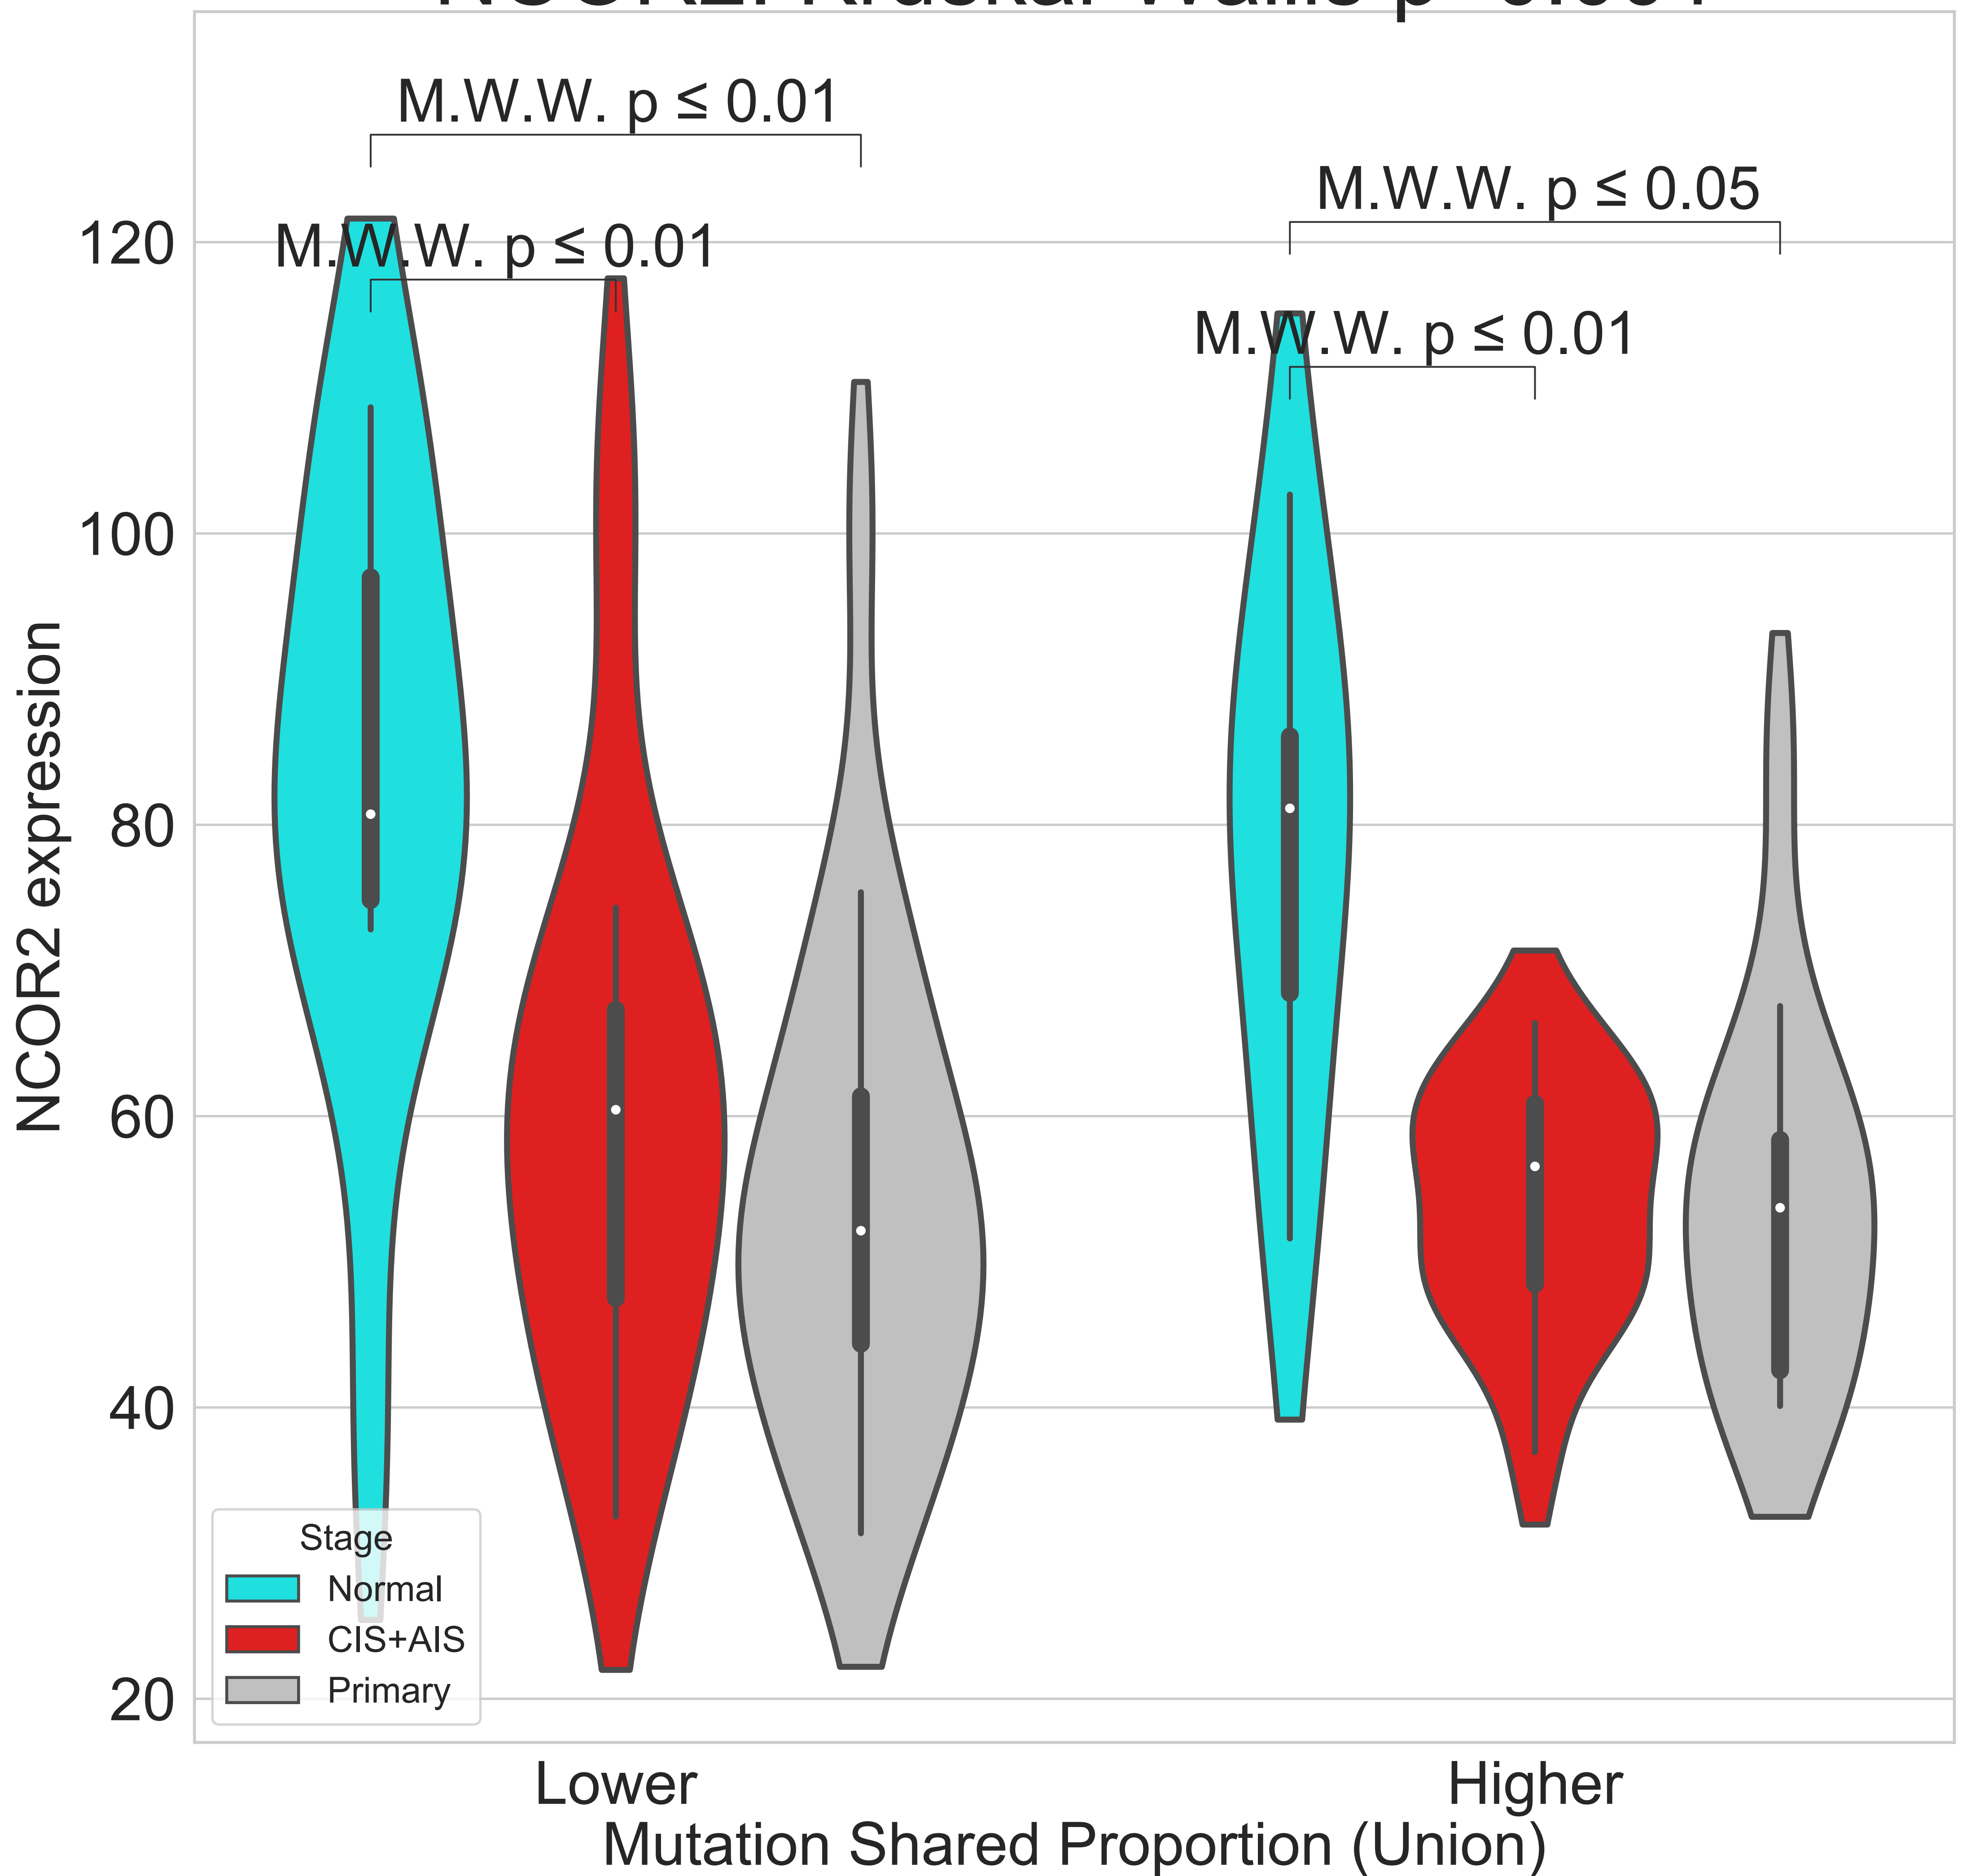 M.W.W. p ≤ 0.01
M.W.W. p ≤ 0.05
M.W.W. p ≤ 0.01
M.W.W. p ≤ 0.01
120
100
80
60
40
20
NCOR2 expression
Stage
Normal
CIS+AIS
Primary
Lower
Higher
Mutation Shared Proportion (Union)